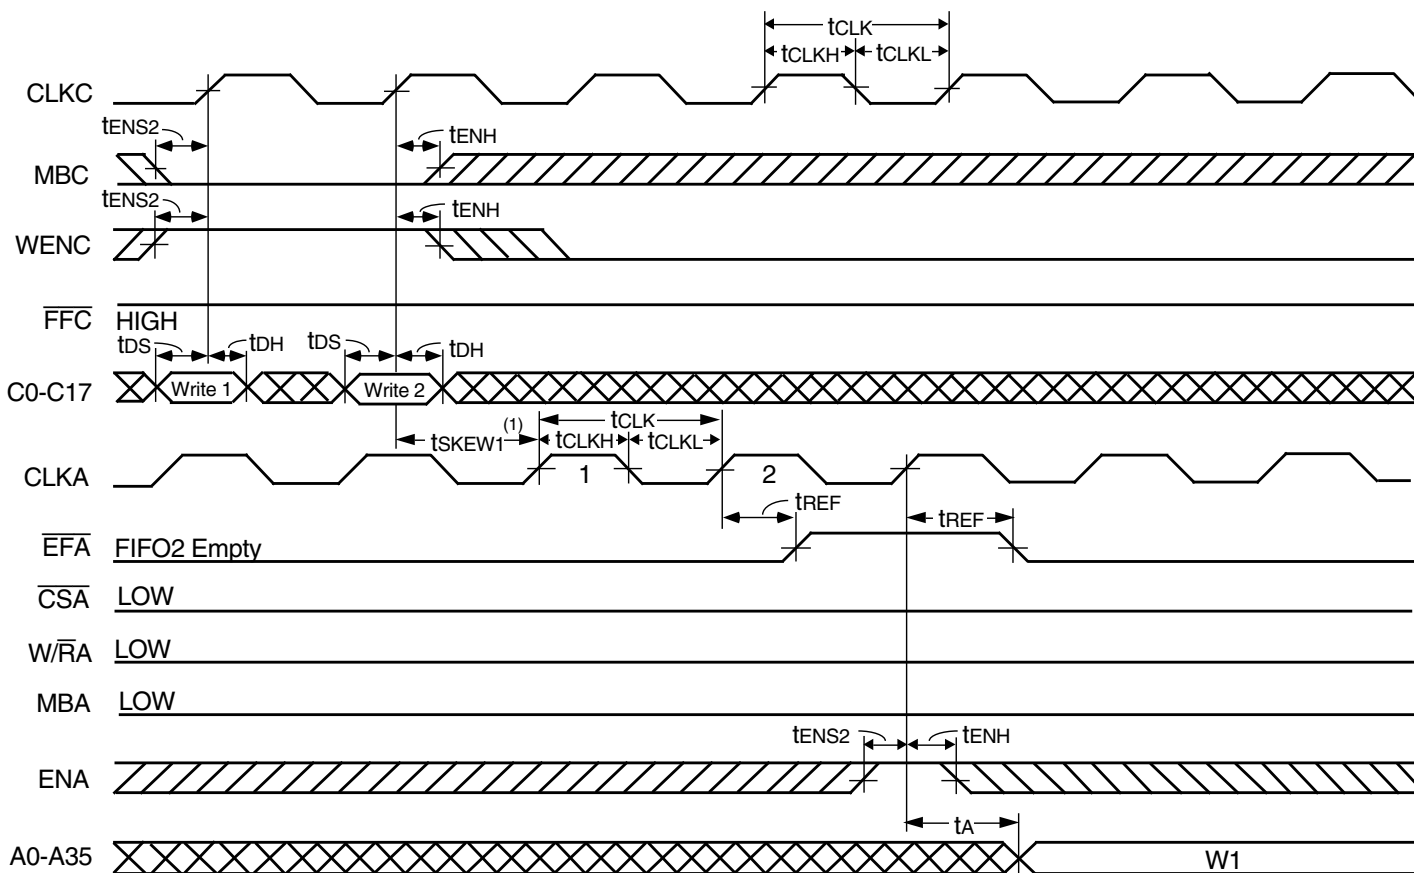 tCLK
tCLKH tCLKL
CLKC
tENS2 tENH
MBC
tENS2 tENH
WENC
FFC HIGH
tDS tDH tDS tDH
C0-C17 Write 1 Write 2
tSKEW1(1) tCLK
tCLKH tCLKL
CLKA 1 2
tREF tREF
EFA FIFO2 Empty
CSA LOW
W/RA LOW
MBA LOW
tENS2 tENH
ENA
tA
A0-A35 W1